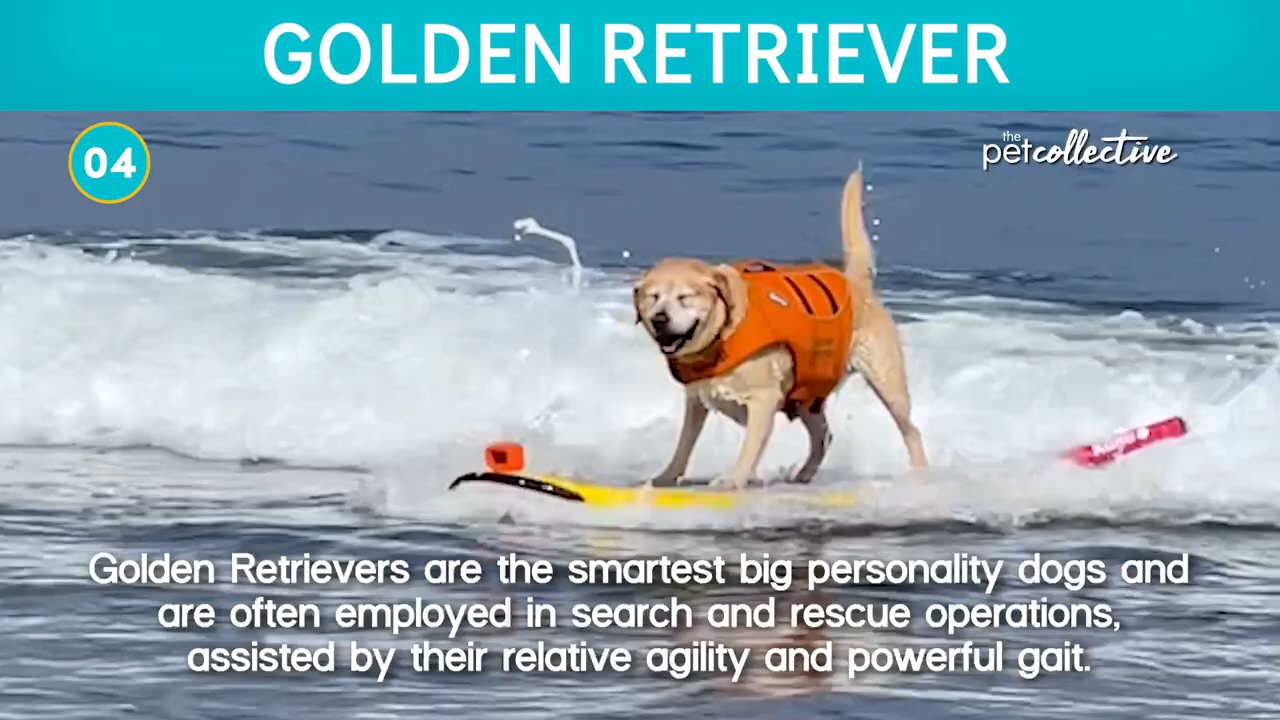 GOLDEN RETRIEVER
04
the
petcollective
Golden Retrievers are the smartest big personality dogs and
are often employed in search and rescue operations,
assisted by their relative agility and powerful gait.